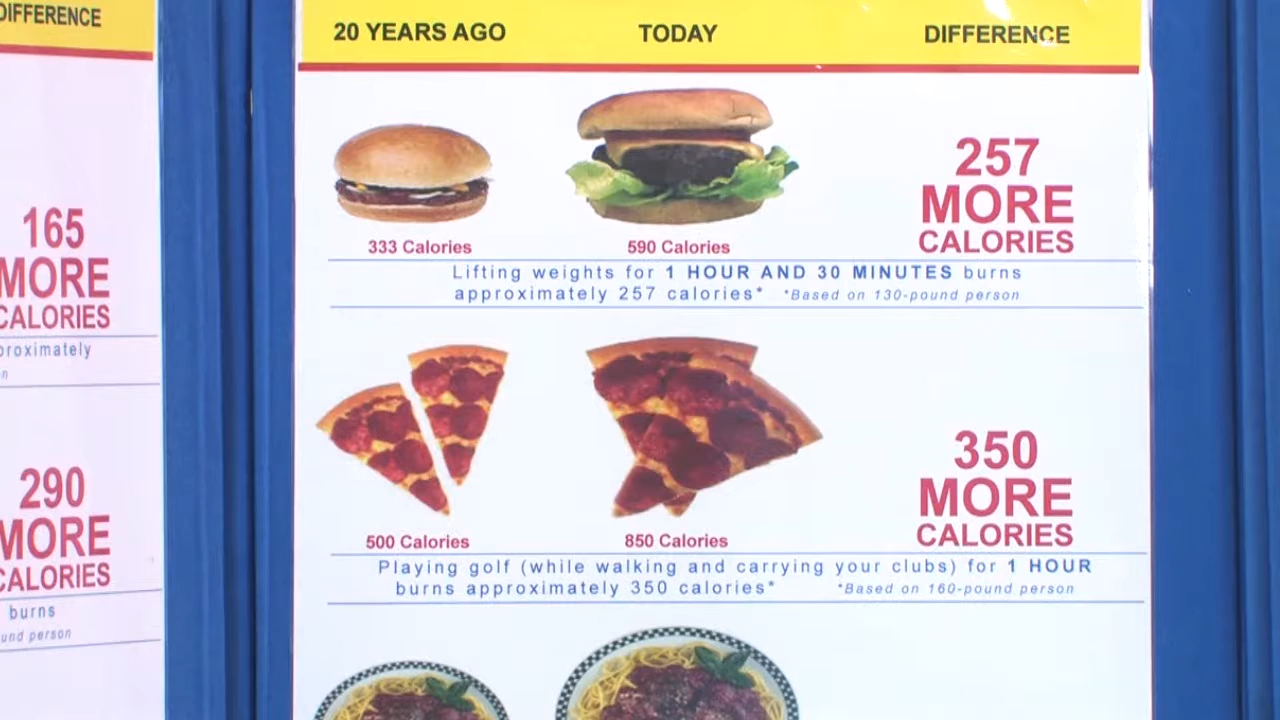 DIFFERENCE
165
MORE
CALORIES
proximately
290
MORE
CALORIES
burns
person
20 YEARS AGO TODAY DIFFERENCE
333 Calories 590 Calories
257
MORE
CALORIES
Lifting weights for 1 HOUR AND 30 MINUTES burns
approximately 257 calories* *Based on 130-pound person
500 Calories 850 Calories
350
MORE
CALORIES
Playing golf (while walking and carrying your clubs) for 1 HOUR
burns approximately 350 calories* *Based on 160-pound person